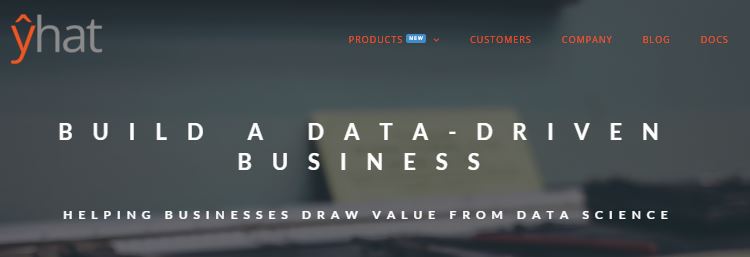 ŷhat
PRODUCTS NEW CUSTOMERS COMPANY BLOG DOCS
BUILD A DATA-DRIVEN
BUSINESS
HELPING BUSINESSES DRAW VALUE FROM DATA SCIENCE